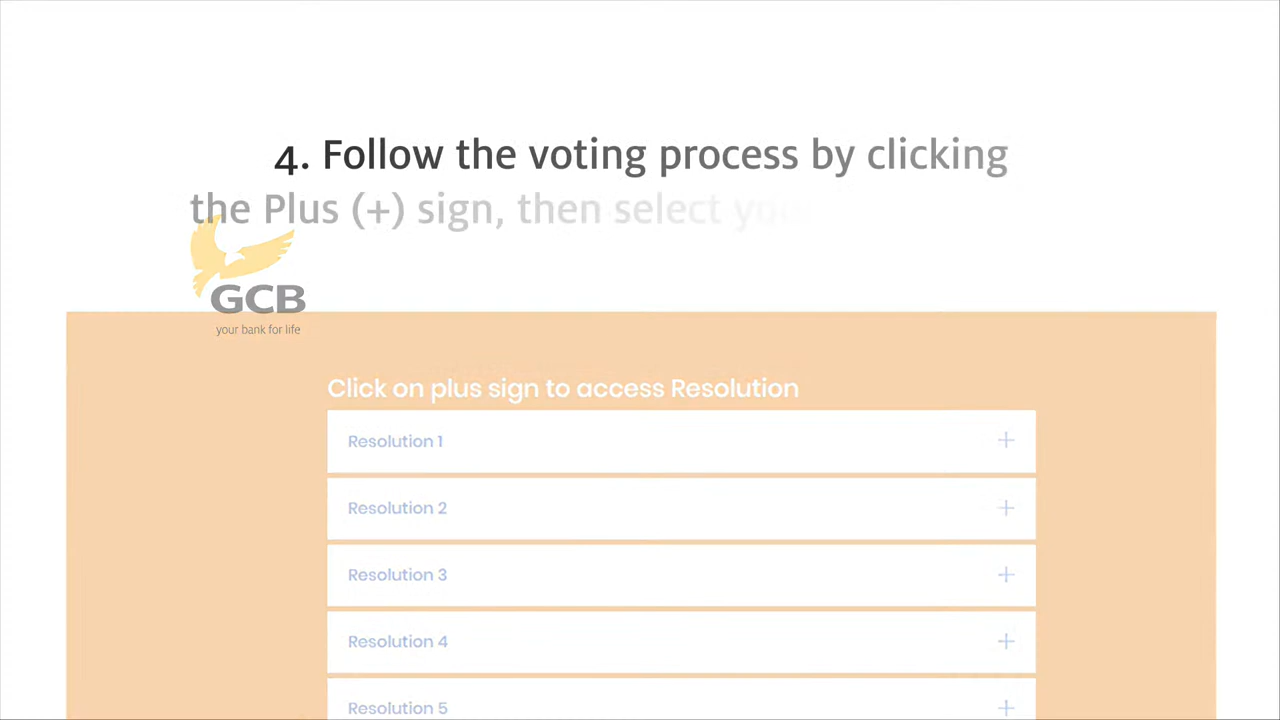 4. Follow the voting process by clicking
the Plus (+) sign, then select
GCB
your bank for life
Click on plus sign to access Resolution
Resolution 1
Resolution 2
Resolution 3
Resolution 4
Resolution 5